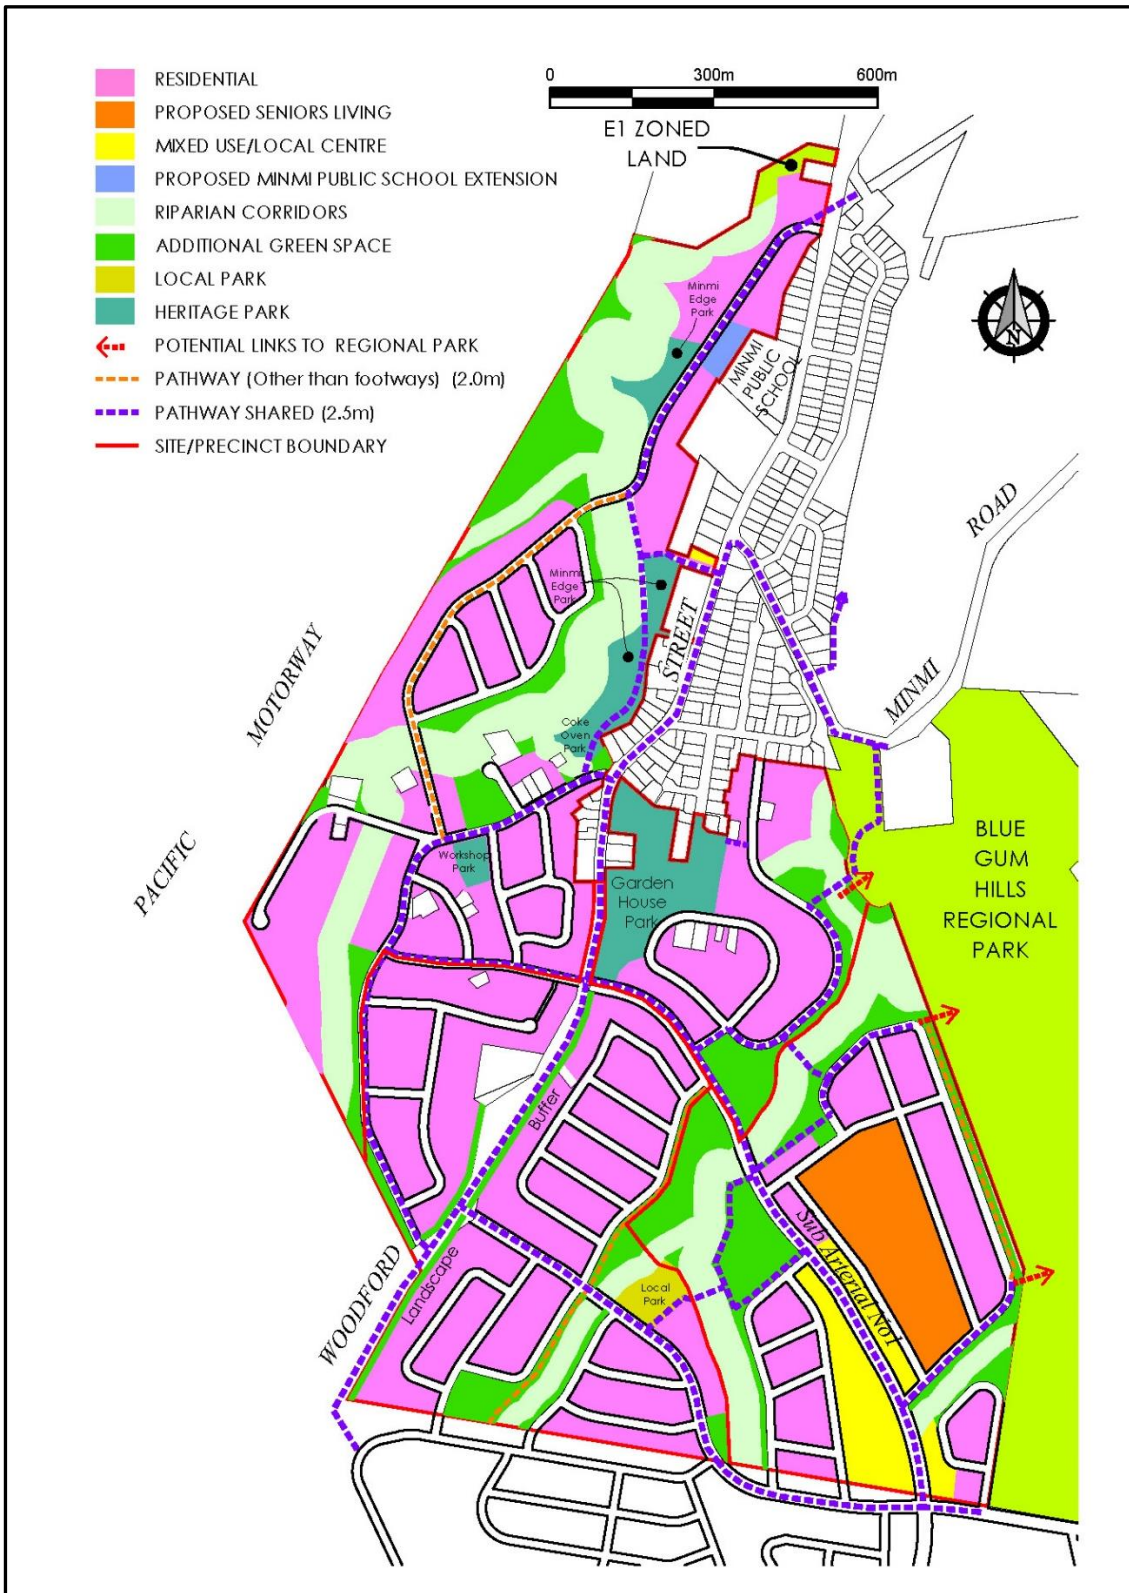 0 300m 600m
RESIDENTIAL
PROPOSED SENIORS LIVING
MIXED USE/LOCAL CENTRE
PROPOSED MINMI PUBLIC SCHOOL EXTENSION
RIPARIAN CORRIDORS
ADDITIONAL GREEN SPACE
LOCAL PARK
HERITAGE PARK
POTENTIAL LINKS TO REGIONAL PARK
PATHWAY (Other than footways) (2.0m)
PATHWAY SHARED (2.5m)
SITE/PRECINCT BOUNDARY
E1 ZONED
LAND
N
Minmi
Edge
Park
MINMI
PUBLIC
SCHOOL
ROAD
MINMI
Minmi
Edge
Park
STREET
MOTORWAY
PACIFIC
Coke
Oven
Park
Workshop
Park
Garden
House
Park
BLUE
GUM
HILLS
REGIONAL
PARK
Buffer
Landscape
WOODFORD
Local
Park
Sub Arterial No1